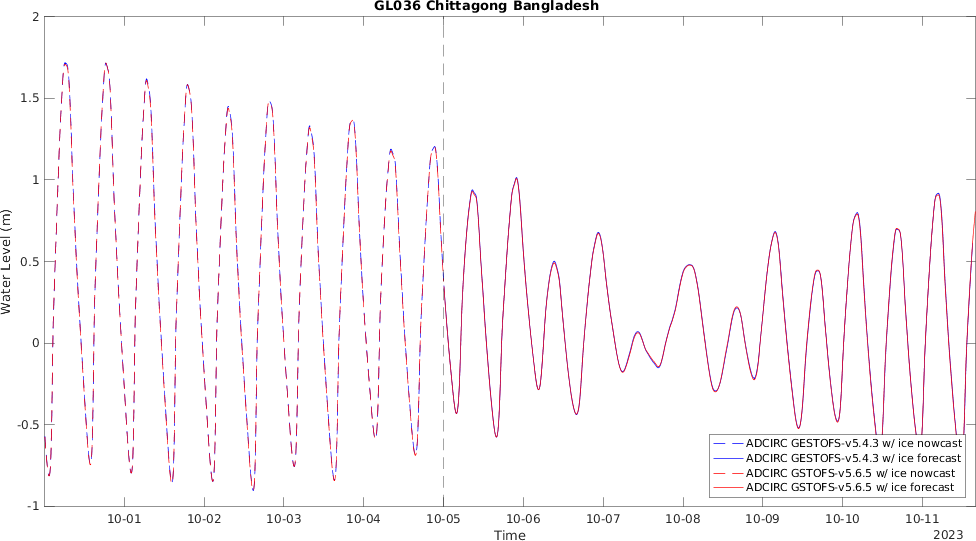 GL036 Chittagong Bangladesh
2
1.5
1
0.5
0
-0.5
-1
Water Level (m)
ADCIRC GESTOFS-v5.4.3 w/ ice nowcast
ADCIRC GESTOFS-v5.4.3 w/ ice forecast
ADCIRC GSTOFS-v5.6.5 w/ ice nowcast
ADCIRC GSTOFS-v5.6.5 w/ ice forecast
10-01 10-02 10-03 10-04 10-05 10-06 10-07 10-08 10-09 10-10 10-11
Time
2023